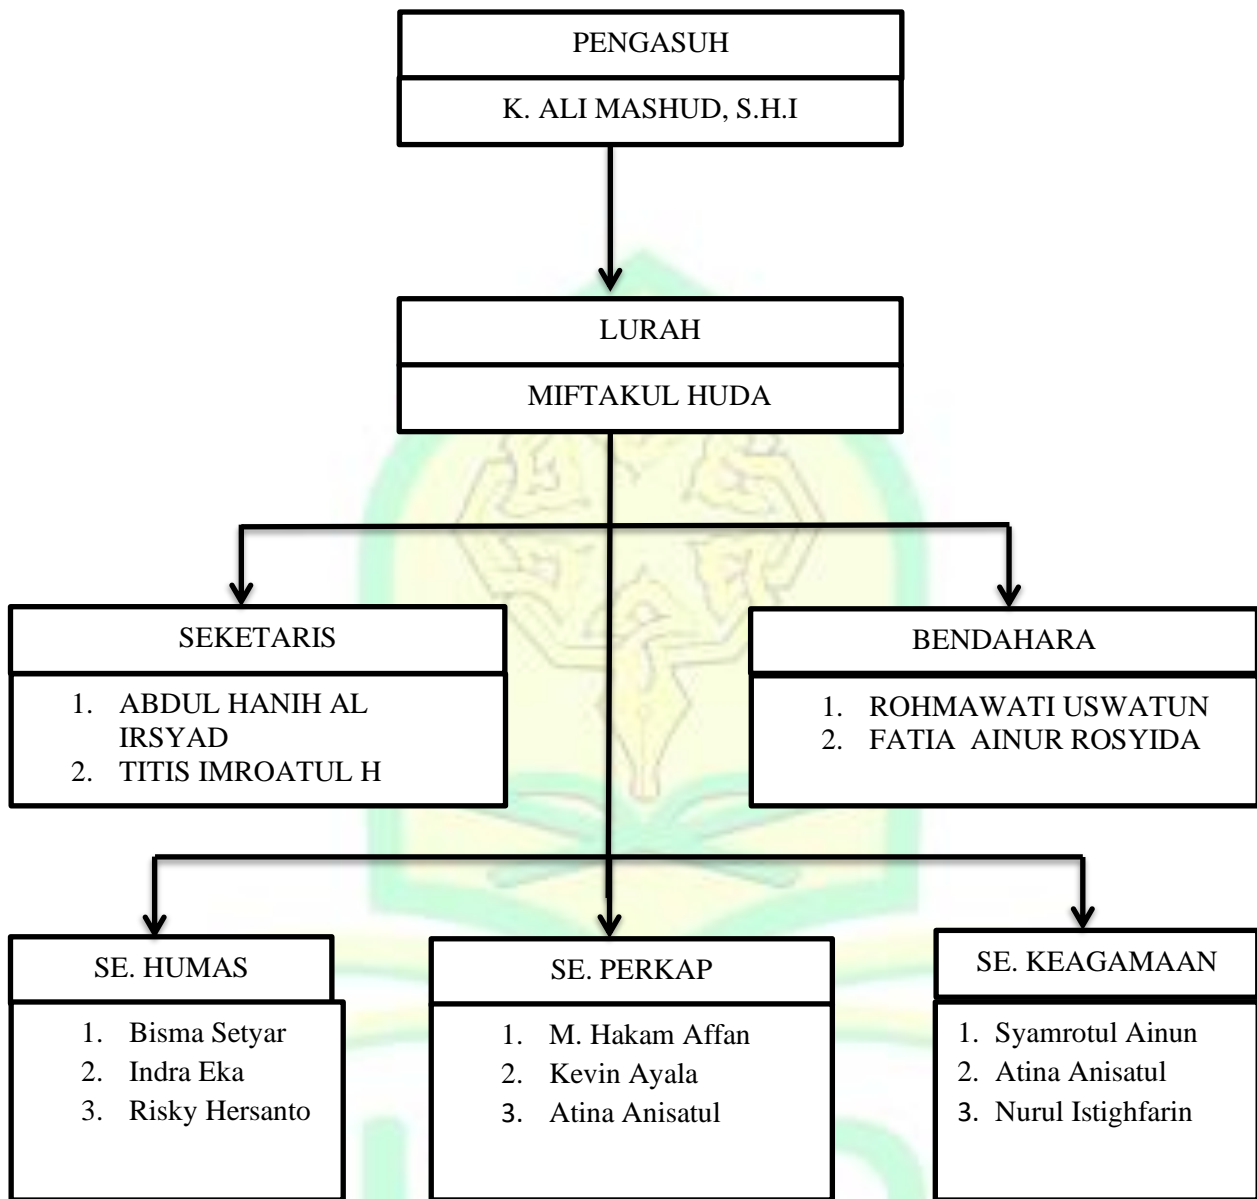 PENGASUH
K. ALI MASHUD, S.H.I
LURAH
MIFTAKUL HUDA
SEKETARIS
1. ABDUL HANIH AL
IRSYAD
2. TITIS IMROATUL H
BENDAHARA
1. ROHMAWATI USWATUN
2. FATIA AINUR ROSYIDA
SE. HUMAS
1. Bisma Setyar
2. Indra Eka
3. Risky Hersanto
SE. PERKAP
1. M. Hakam Affan
2. Kevin Ayala
3. Atina Anisatul
SE. KEAGAMAAN
1. Syamrotul Ainun
2. Atina Anisatul
3. Nurul Istighfarin